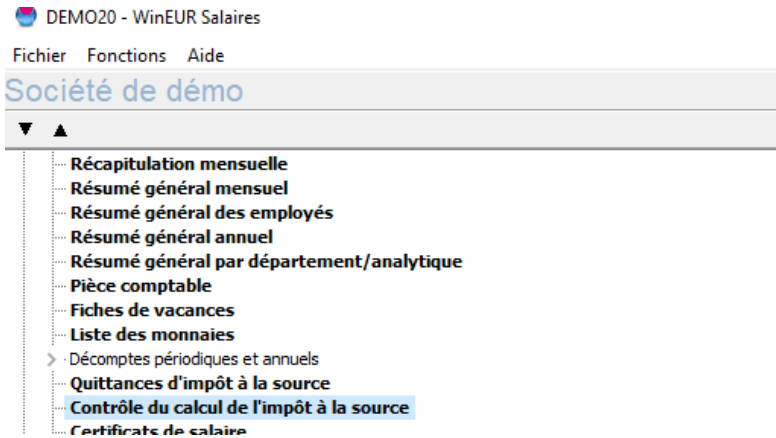 DEMO20 - WinEUR Salaires
Fichier Fonctions Aide
Société de démo
Récapitulation mensuelle
Résumé général mensuel
Résumé général des employés
Résumé général annuel
Résumé général par département/analytique
Pièce comptable
Fiches de vacances
Liste des monnaies
Décomptes périodiques et annuels
Quittances d'impôt à la source
Contrôle du calcul de l'impôt à la source
Certificats de salaire